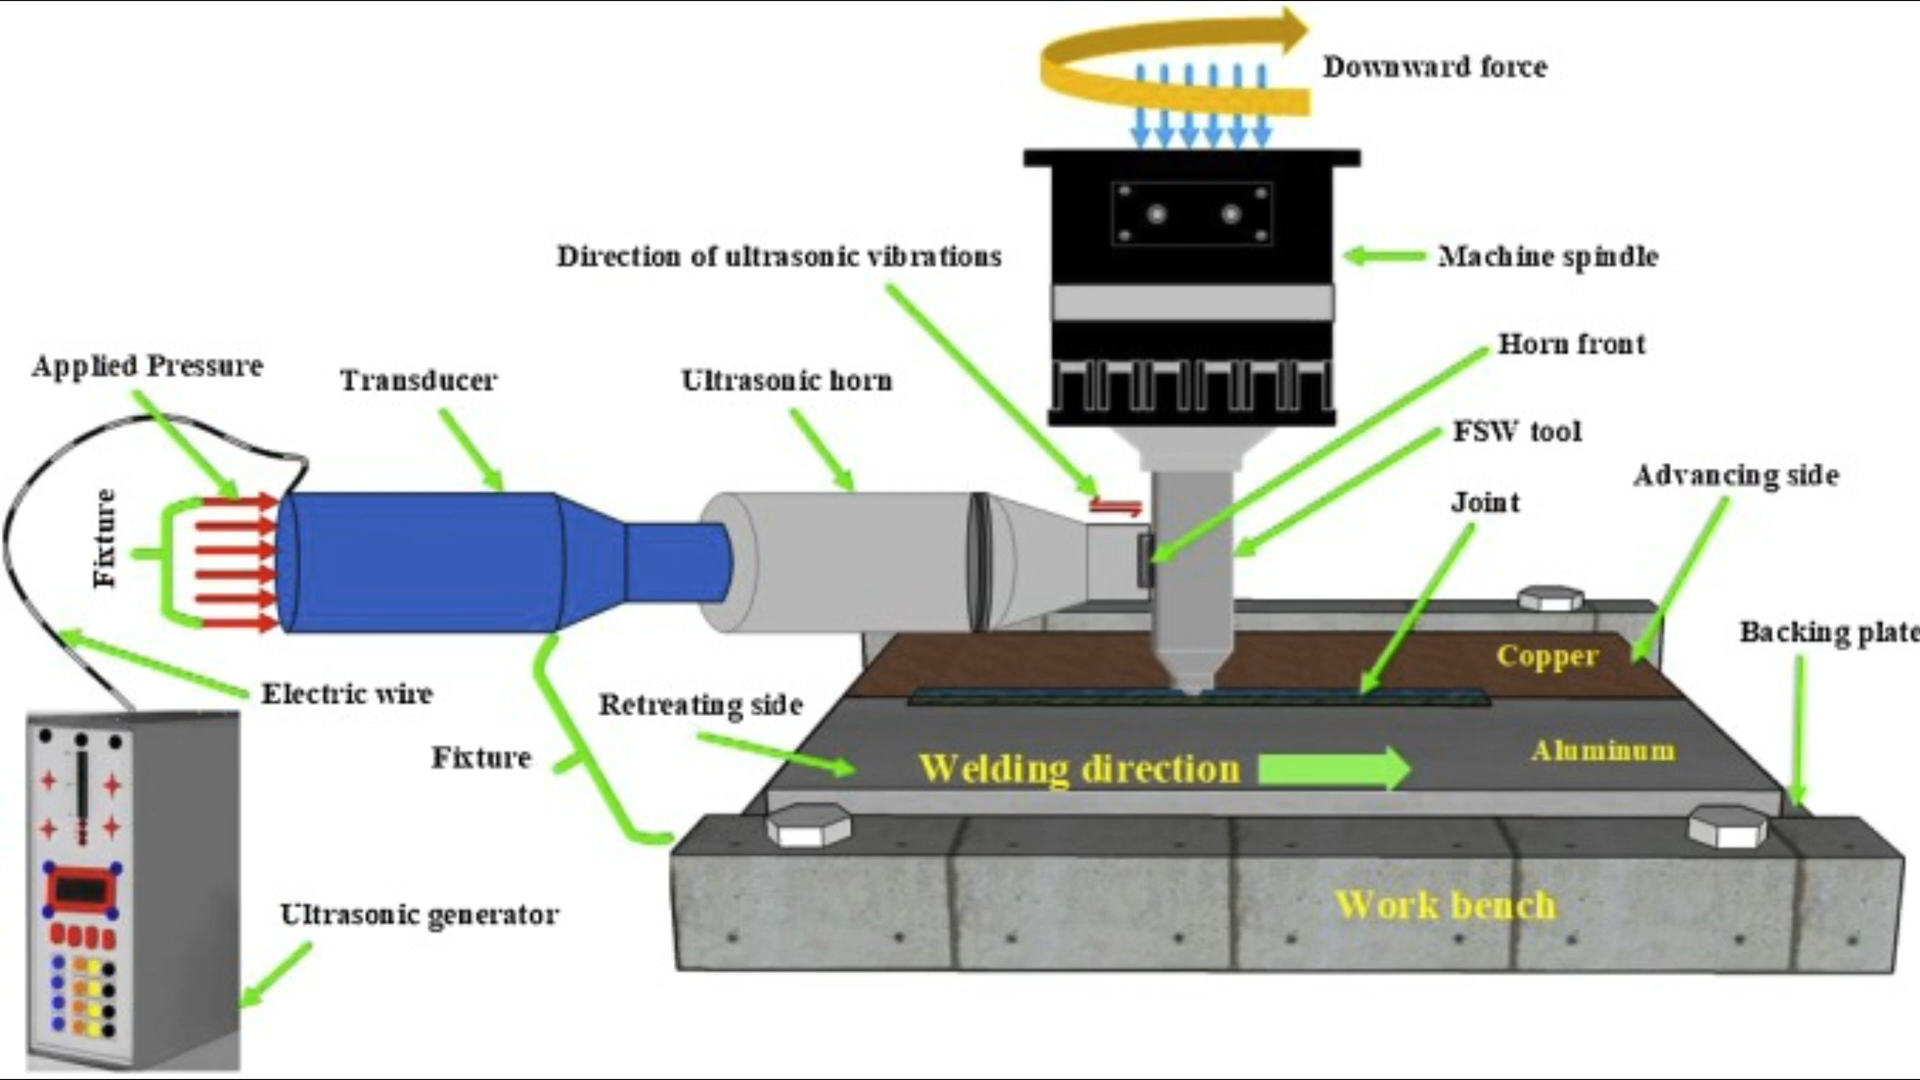 Downward force
Direction of ultrasonic vibrations
Machine spindle
Horn front
Applied Pressure
Transducer
Ultrasonic horn
FSW tool
Advancing side
Joint
Fixture
Backing plate
Copper
Electric wire
Retreating side
Fixture
Welding direction
Aluminum
Work bench
Ultrasonic generator